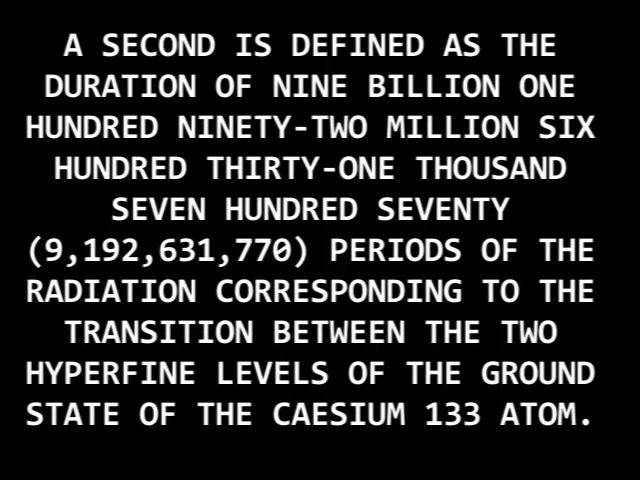 A SECOND IS DEFINED AS THE
DURATION OF NINE BILLION ONE
HUNDRED NINETY-TWO MILLION SIX
HUNDRED THIRTY-ONE THOUSAND
SEVEN HUNDRED SEVENTY
(9,192,631,770) PERIODS OF THE
RADIATION CORRESPONDING TO THE
TRANSITION BETWEEN THE TWO
HYPERFINE LEVELS OF THE GROUND
STATE OF THE CAESIUM 133 ATOM.